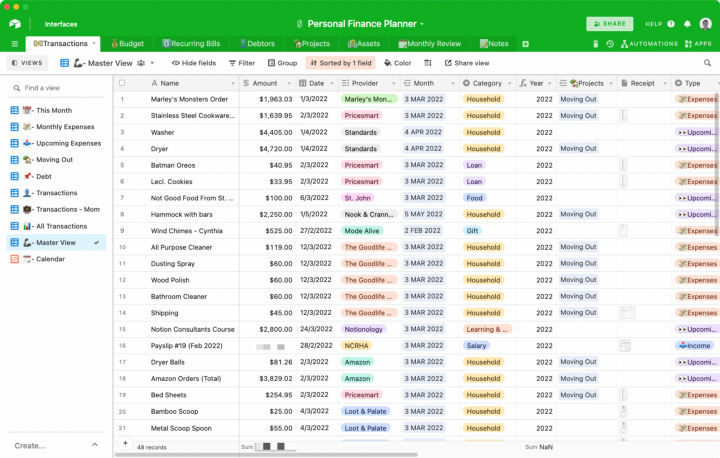 Interfaces
Personal Finance Planner
SHARE
HELP
Transactions
Budget
Recurring Bills
Debtors
Projects
Assets
Monthly Review
Notes
AUTOMATIONS
APPS
VIEWS
- Master View
Hide fields
Filter
Group
Sorted by 1 field
Color
Share view
Find a view
- This Month
- Monthly Expenses
- Upcoming Expenses
- Moving Out
- Debt
- Transactions
- Transactions - Mom
- All Transactions
- Master View
- Calendar
Create...
Name Amount Date Provider Month Category Year Projects Receipt Type
1 Marley's Monsters Order $1,963.03 1/3/2022 Marley's Mon... 3 MAR 2022 Household 2022 Moving Out Expenses
2 Stainless Steel Cookware... $1,639.95 2/3/2022 Pricesmart 3 MAR 2022 Household 2022 Moving Out Expenses
3 Washer $4,405.00 1/4/2022 Standards 4 APR 2022 Household 2022 Upcomi...
4 Dryer $4,720.00 1/4/2022 Standards 4 APR 2022 Household 2022 Moving Out Upcomi...
5 Batman Oreos $40.95 2/3/2022 Pricesmart 3 MAR 2022 Loan 2022 Expenses
6 Lecl. Cookies $33.95 2/3/2022 Pricesmart 3 MAR 2022 Loan 2022 Expenses
7 Not Good Food From St. ... $100.00 6/3/2022 St. John 3 MAR 2022 Food 2022 Upcomi...
8 Hammock with bars $2,250.00 1/5/2022 Nook & Crann... 5 MAY 2022 Household 2022 Moving Out Upcomi...
9 Wind Chimes - Cynthia $525.00 27/2/2022 Mode Alive 2 FEB 2022 Gift 2022 Expenses
10 All Purpose Cleaner $119.00 12/3/2022 The Goodlife ... 3 MAR 2022 Household 2022 Moving Out Expenses
11 Dusting Spray $60.00 12/3/2022 The Goodlife ... 3 MAR 2022 Household 2022 Moving Out Expenses
12 Wood Polish $60.00 12/3/2022 The Goodlife ... 3 MAR 2022 Household 2022 Moving Out Expenses
13 Bathroom Cleaner $60.00 12/3/2022 The Goodlife ... 3 MAR 2022 Household 2022 Moving Out Expenses
14 Shipping $45.00 12/3/2022 The Goodlife ... 3 MAR 2022 Household 2022 Moving Out Expenses
15 Notion Consultants Course $2,800.00 24/3/2022 Notionology 3 MAR 2022 Learning & ... 2022 Upcomi...
16 Payslip #19 (Feb 2022) 28/2/2022 NCRHA 3 MAR 2022 Salary 2022 Income
17 Dryer Balls $81.26 2/3/2022 Amazon 3 MAR 2022 Household 2022 Moving Out Upcomi...
18 Amazon Orders (Total) $3,829.02 2/3/2022 Amazon 3 MAR 2022 Household 2022 Moving Out Upcomi...
19 Bed Sheets $254.95 2/3/2022 Pricesmart 3 MAR 2022 Household 2022 Moving Out Expenses
20 Bamboo Scoop $25.00 4/3/2022 Loot & Palate 3 MAR 2022 Household 2022 Expenses
21 Metal Scoop Spoon $55.00 4/3/2022 Loot & Palate 3 MAR 2022 Household 2022 Expenses
48 records Sum Sum NaN